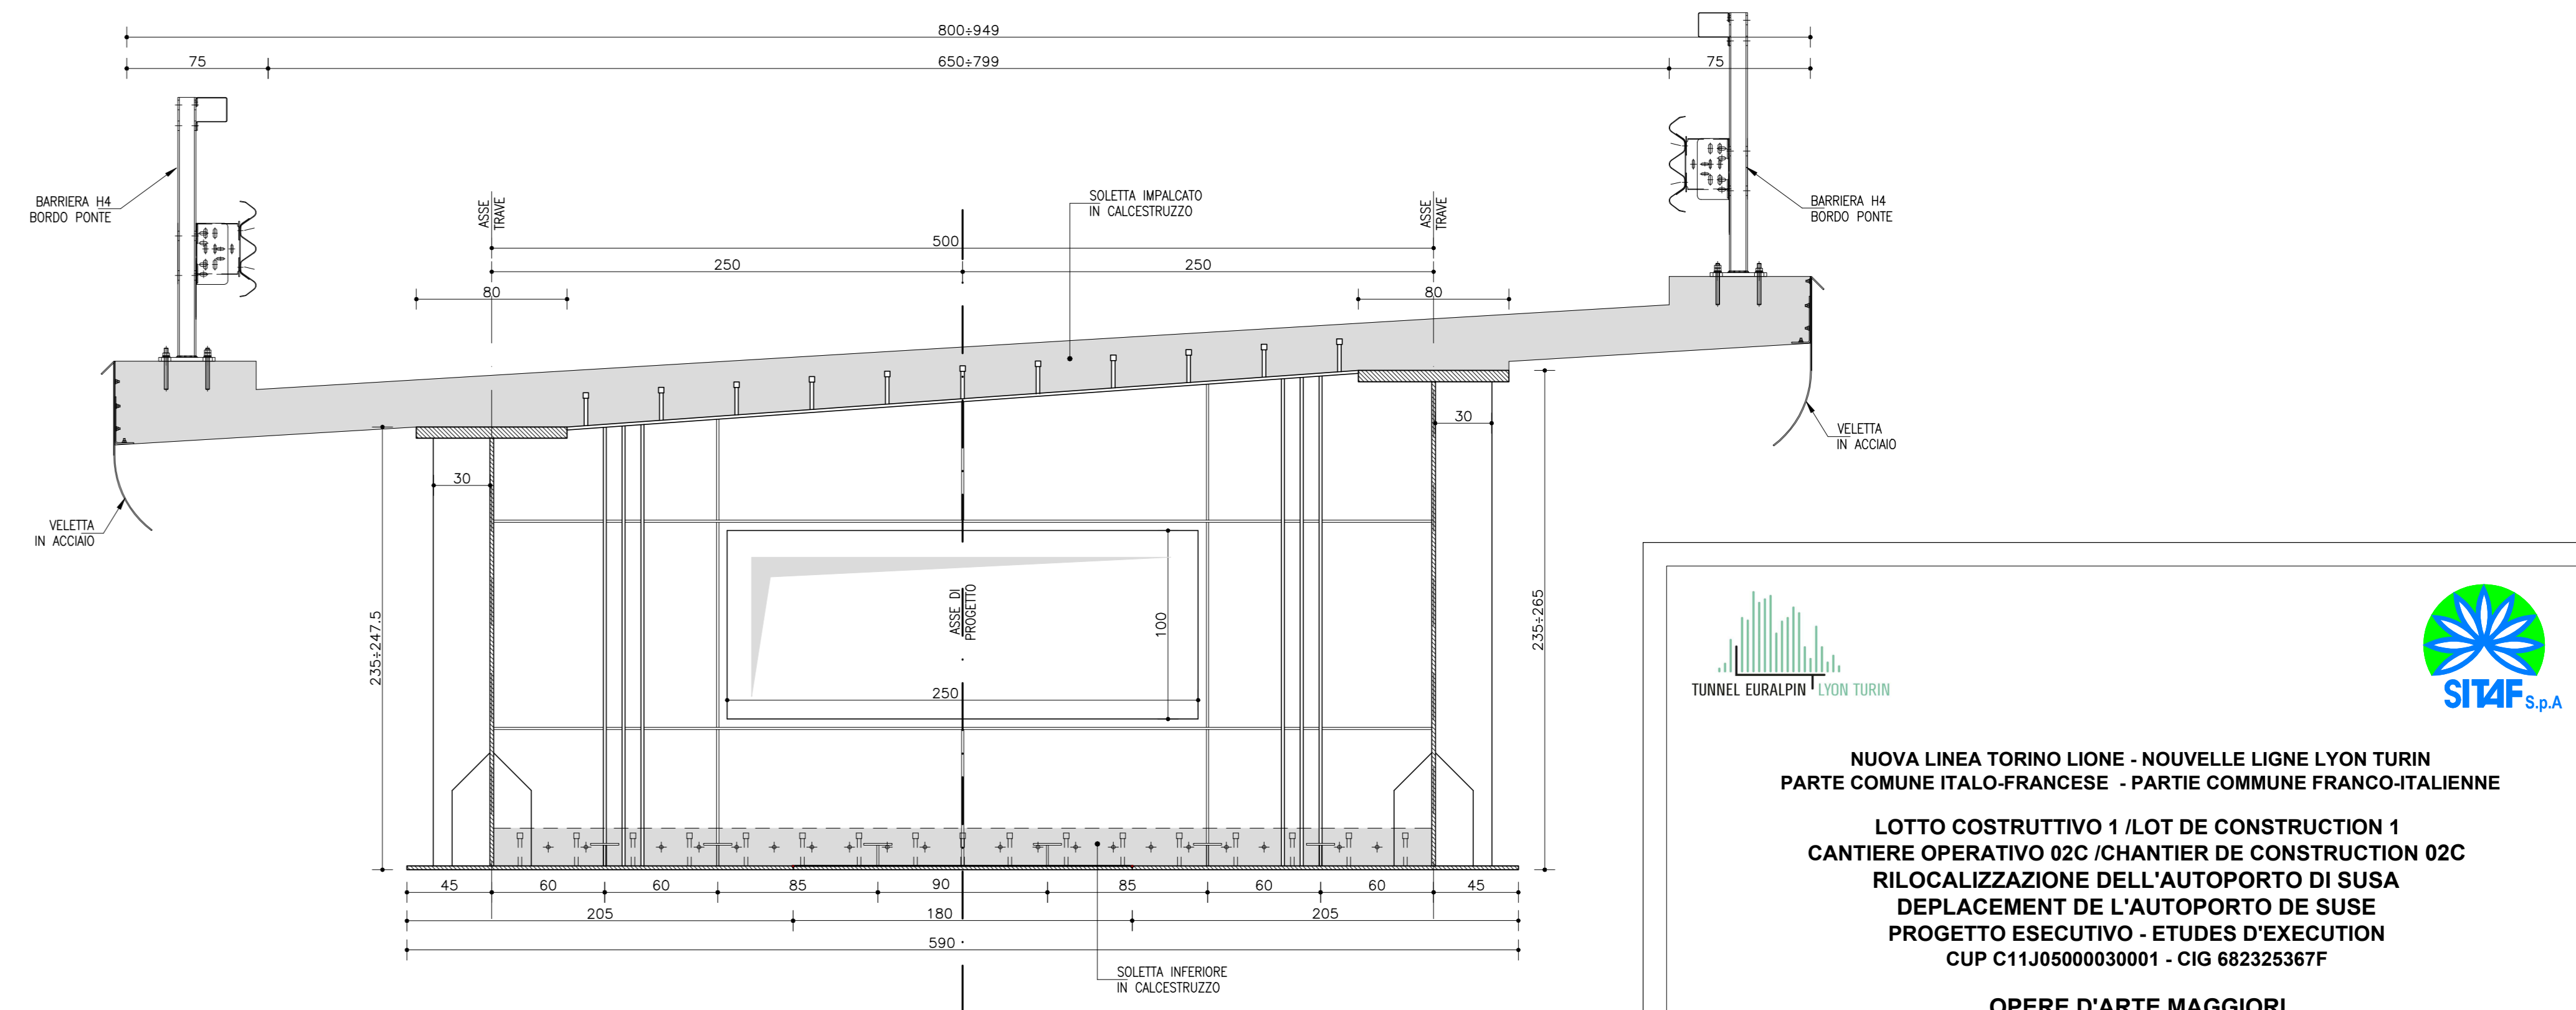 800÷949
75
650÷799
75
BARRIERA H4
BORDO PONTE
ASSE
TRAVE
SOLETTA IMPALCATO
IN CALCESTRUZZO
ASSE
TRAVE
BARRIERA H4
BORDO PONTE
500
250
250
80
80
30
30
VELETTA
IN ACCIAIO
VELETTA
IN ACCIAIO
235÷247.5
ASSE DI
PROGETTO
100
250
235÷265
45
60
60
85
90
85
60
60
45
205
180
205
590
SOLETTA INFERIORE
IN CALCESTRUZZO
TUNNEL EURALPIN LYON TURIN
SITAF S.p.A
NUOVA LINEA TORINO LIONE - NOUVELLE LIGNE LYON TURIN
PARTE COMUNE ITALO-FRANCESE - PARTIE COMMUNE FRANCO-ITALIENNE
LOTTO COSTRUTTIVO 1 /LOT DE CONSTRUCTION 1
CANTIERE OPERATIVO 02C /CHANTIER DE CONSTRUCTION 02C
RILOCALIZZAZIONE DELL'AUTOPORTO DI SUSA
DEPLACEMENT DE L'AUTOPORTO DE SUSE
PROGETTO ESECUTIVO - ETUDES D'EXECUTION
CUP C11J05000030001 - CIG 682325367F
OPERE D'ARTE MAGGIORI